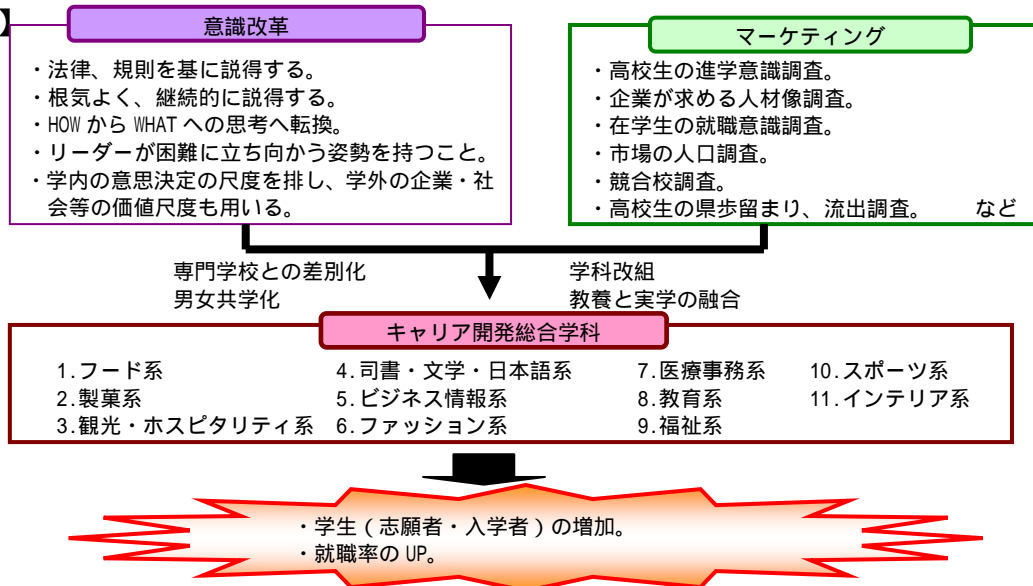 】
意識改革
・法律、規則を基に説得する。
・根気よく、継続的に説得する。
・HOW から WHAT への思考へ転換。
・リーダーが困難に立ち向かう姿勢を持つこと。
・学内の意思決定の尺度を排し、学外の企業・社
会等の価値尺度も用いる。
マーケティング
・高校生の進学意識調査。
・企業が求める人材像調査。
・在学生の就職意識調査。
・市場の人口調査。
・競合校調査。
・高校生の県歩留まり、流出調査。 など
専門学校との差別化
男女共学化
学科改組
教養と実学の融合
キャリア開発総合学科
1.フード系
2.製菓系
3.観光・ホスピタリティ系
4.司書・文学・日本語系
5.ビジネス情報系
6.ファッション系
7.医療事務系
8.教育系
9.福祉系
10.スポーツ系
11.インテリア系
・学生（志願者・入学者）の増加。
・就職率の UP。